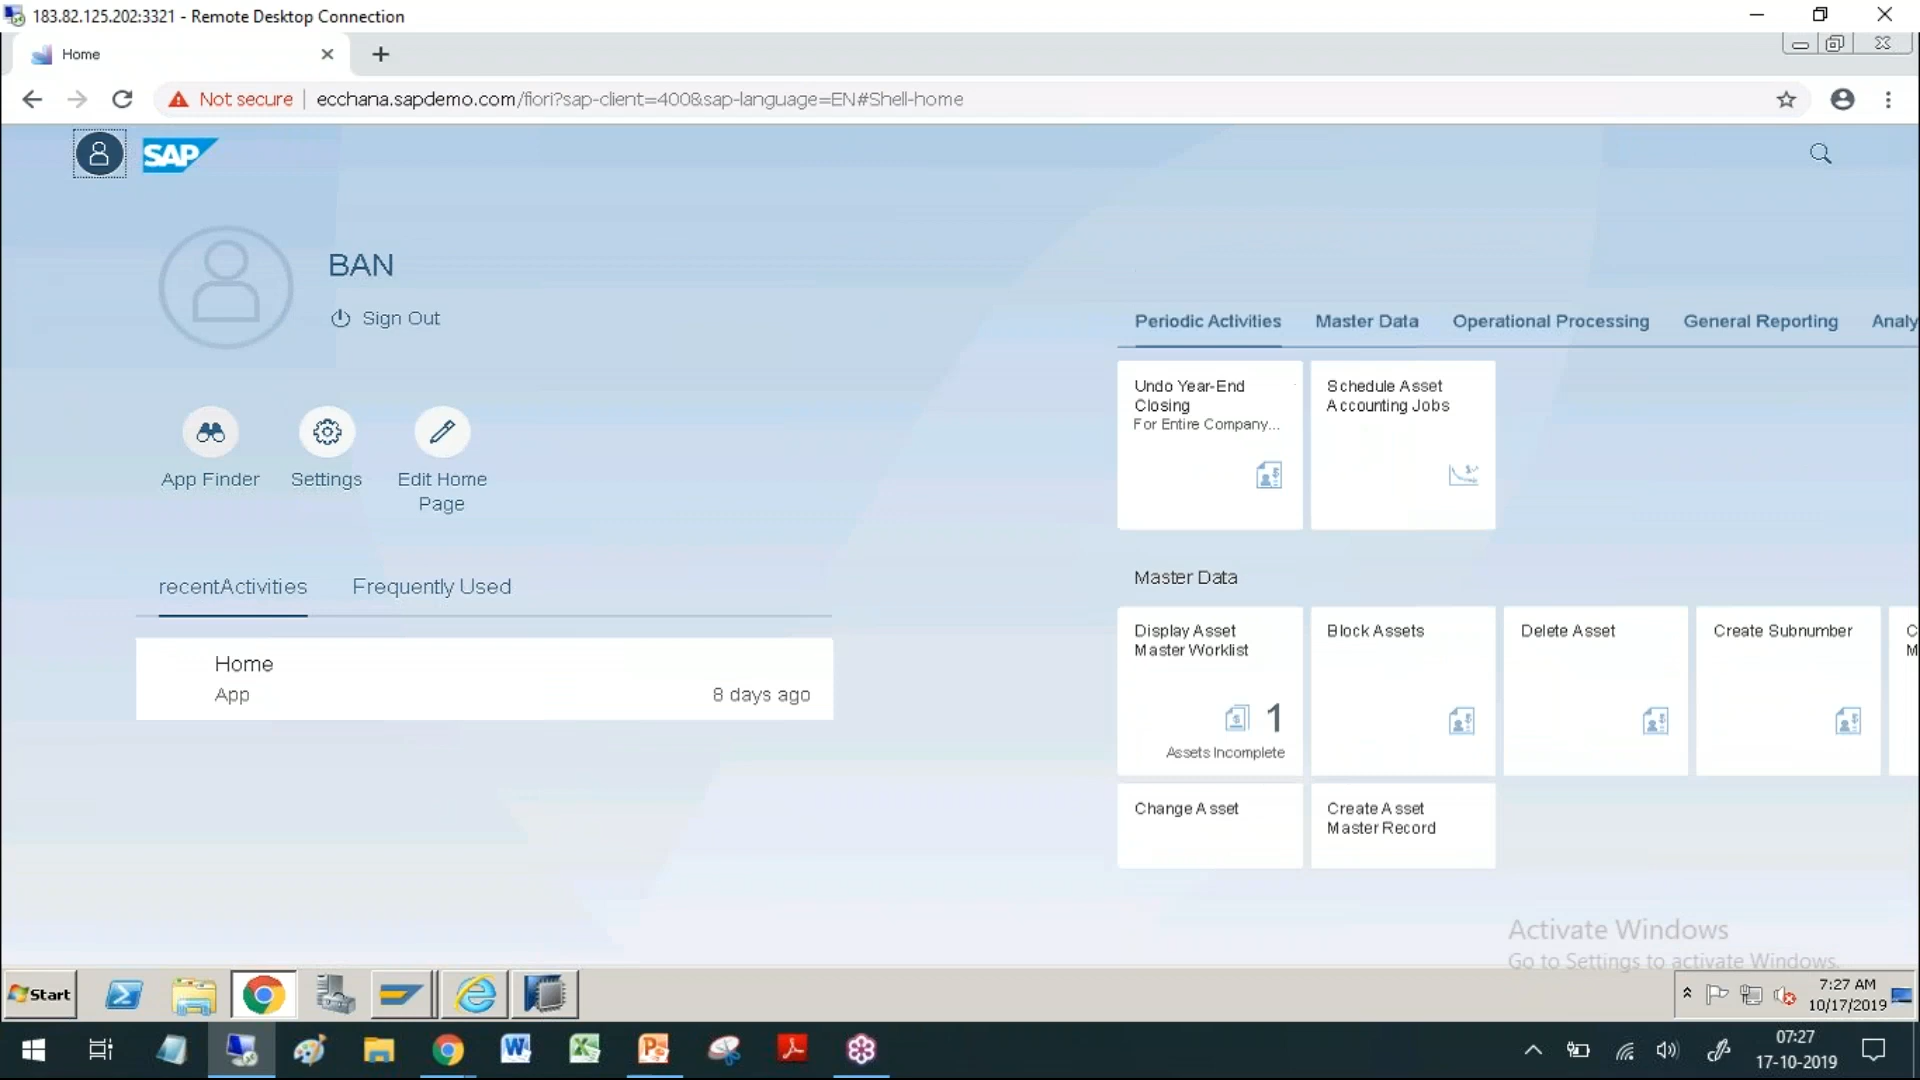 183.82.125.202:3321 - Remote Desktop Connection
Home
Not secure
ecchana.sapdemo.com/fiori?sap-client=400&sap-language=EN#Shell-home
SAP
BAN
Sign Out
App Finder
Settings
Edit Home
Page
recentActivities
Frequently Used
Home
App
8 days ago
Periodic Activities
Master Data
Operational Processing
General Reporting
Analy
Undo Year-End
Closing
For Entire Company...
Schedule Asset
Accounting Jobs
Master Data
Display Asset
Master Worklist
1
Assets Incomplete
Block Assets
Delete Asset
Create Subnumber
C
M
Change Asset
Create Asset
Master Record
Activate Windows
Go to Settings to activate Windows.
Start
7:27 AM
10/17/2019
07:27
17-10-2019